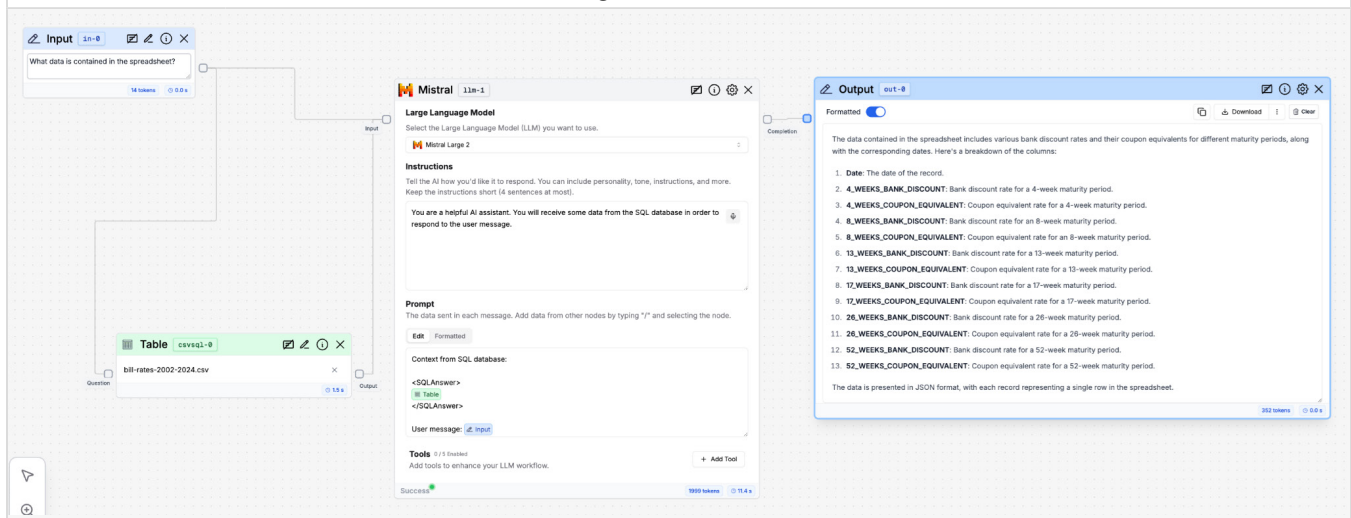 Input in-0
What data is contained in the spreadsheet?
14 tokens 0.0 s
Table csvsql-0
bill-rates-2002-2024.csv
1.5 s
Question
Output
Input
Mistral llm-1
Large Language Model
Select the Large Language Model (LLM) you want to use.
Mistral Large 2
Instructions
Tell the AI how you'd like it to respond. You can include personality, tone, instructions, and more.
Keep the instructions short (4 sentences at most).
You are a helpful AI assistant. You will receive some data from the SQL database in order to
respond to the user message.
Prompt
The data sent in each message. Add data from other nodes by typing "/" and selecting the node.
Edit Formatted
Context from SQL database:
<SQLAnswer>
Table
</SQLAnswer>
User message: Input
Tools 0 / 5 Enabled
Add tools to enhance your LLM workflow.
+ Add Tool
Success
1939 tokens 11.4 s
Completion
Output out-0
Formatted
Download
Clear
The data contained in the spreadsheet includes various bank discount rates and their coupon equivalents for different maturity periods, along
with the corresponding dates. Here's a breakdown of the columns:
1. Date: The date of the record.
2. 4_WEEKS_BANK_DISCOUNT: Bank discount rate for a 4-week maturity period.
3. 4_WEEKS_COUPON_EQUIVALENT: Coupon equivalent rate for a 4-week maturity period.
4. 8_WEEKS_BANK_DISCOUNT: Bank discount rate for an 8-week maturity period.
5. 8_WEEKS_COUPON_EQUIVALENT: Coupon equivalent rate for an 8-week maturity period.
6. 13_WEEKS_BANK_DISCOUNT: Bank discount rate for a 13-week maturity period.
7. 13_WEEKS_COUPON_EQUIVALENT: Coupon equivalent rate for a 13-week maturity period.
8. 17_WEEKS_BANK_DISCOUNT: Bank discount rate for a 17-week maturity period.
9. 17_WEEKS_COUPON_EQUIVALENT: Coupon equivalent rate for a 17-week maturity period.
10. 26_WEEKS_BANK_DISCOUNT: Bank discount rate for a 26-week maturity period.
11. 26_WEEKS_COUPON_EQUIVALENT: Coupon equivalent rate for a 26-week maturity period.
12. 52_WEEKS_BANK_DISCOUNT: Bank discount rate for a 52-week maturity period.
13. 52_WEEKS_COUPON_EQUIVALENT: Coupon equivalent rate for a 52-week maturity period.
The data is presented in JSON format, with each record representing a single row in the spreadsheet.
352 tokens 0.0 s